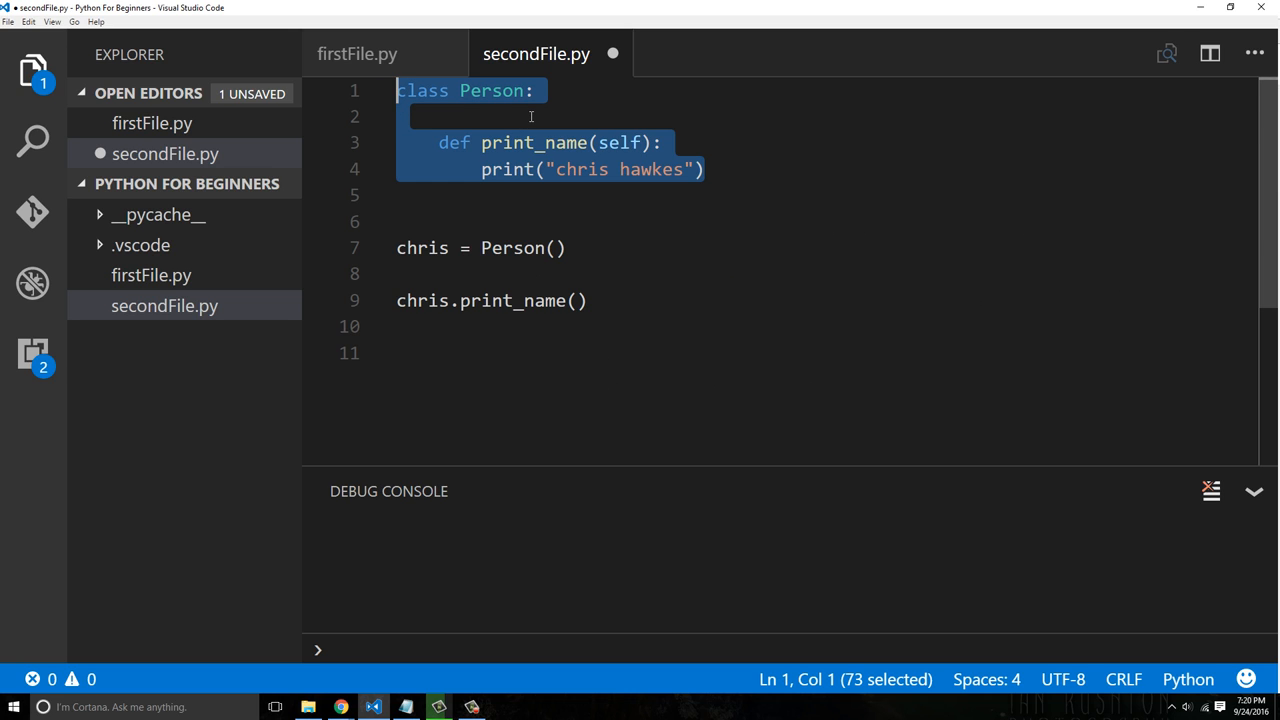 • secondFile.py - Python For Beginners - Visual Studio Code
File Edit View Go Help
EXPLORER
OPEN EDITORS 1 UNSAVED
firstFile.py
secondFile.py
PYTHON FOR BEGINNERS
__pycache__
.vscode
firstFile.py
secondFile.py
1
2
firstFile.py secondFile.py
1 class Person:
2
3 def print_name(self):
4 print("chris hawkes")
5
6
7 chris = Person()
8
9 chris.print_name()
10
11
DEBUG CONSOLE
0 0 Ln 1, Col 1 (73 selected) Spaces: 4 UTF-8 CRLF Python
I'm Cortana. Ask me anything.
7:20 PM
9/24/2016